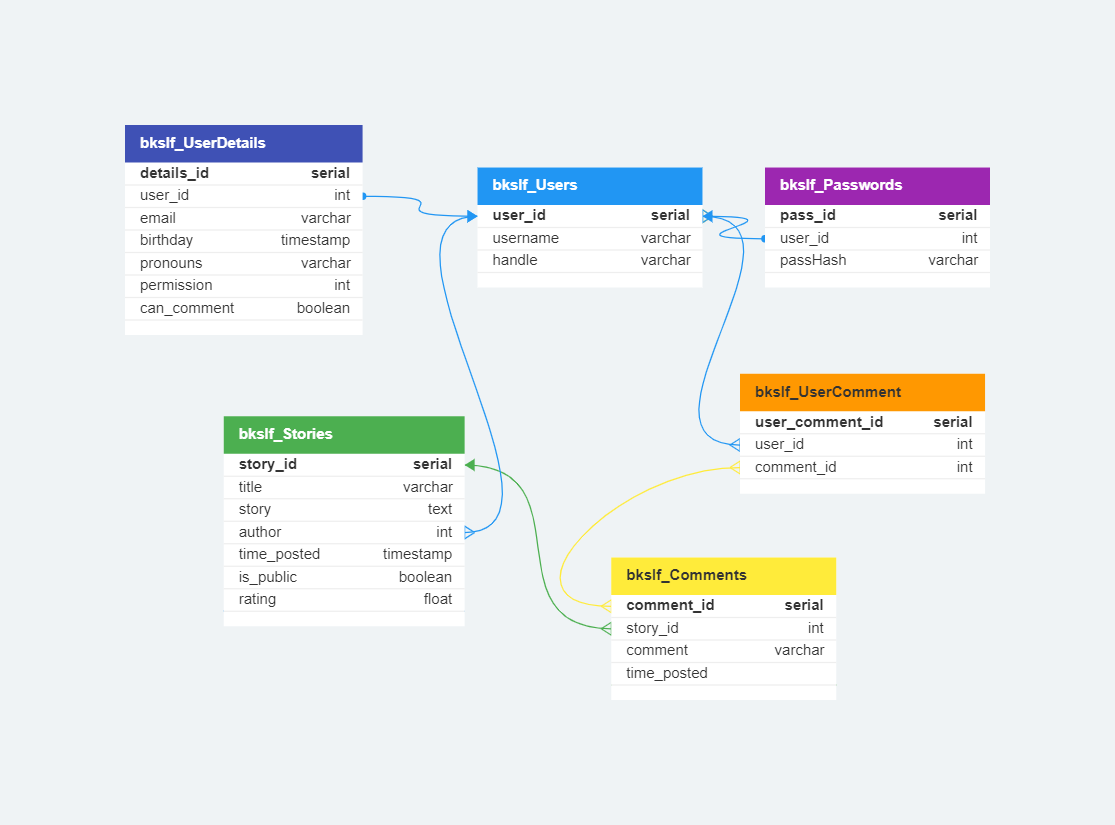 bkslf_UserDetails
details_id serial
user_id int
email varchar
birthday timestamp
pronouns varchar
permission int
can_comment boolean
bkslf_Users
user_id serial
username varchar
handle varchar
bkslf_Passwords
pass_id serial
user_id int
passHash varchar
bkslf_UserComment
user_comment_id serial
user_id int
comment_id int
bkslf_Stories
story_id serial
title varchar
story text
author int
time_posted timestamp
is_public boolean
rating float
bkslf_Comments
comment_id serial
story_id int
comment varchar
time_posted